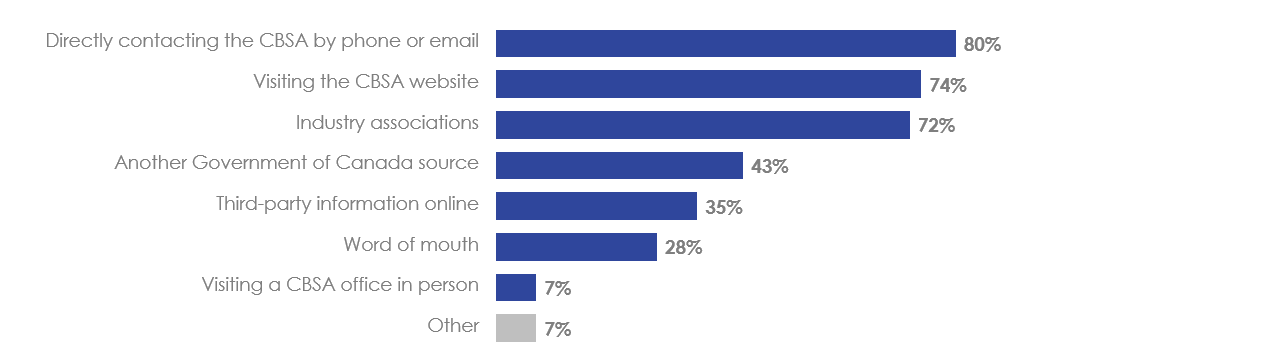 Directly contacting the CBSA by phone or email 80%
Visiting the CBSA website 74%
Industry associations 72%
Another Government of Canada source 43%
Third-party information online 35%
Word of mouth 28%
Visiting a CBSA office in person 7%
Other 7%